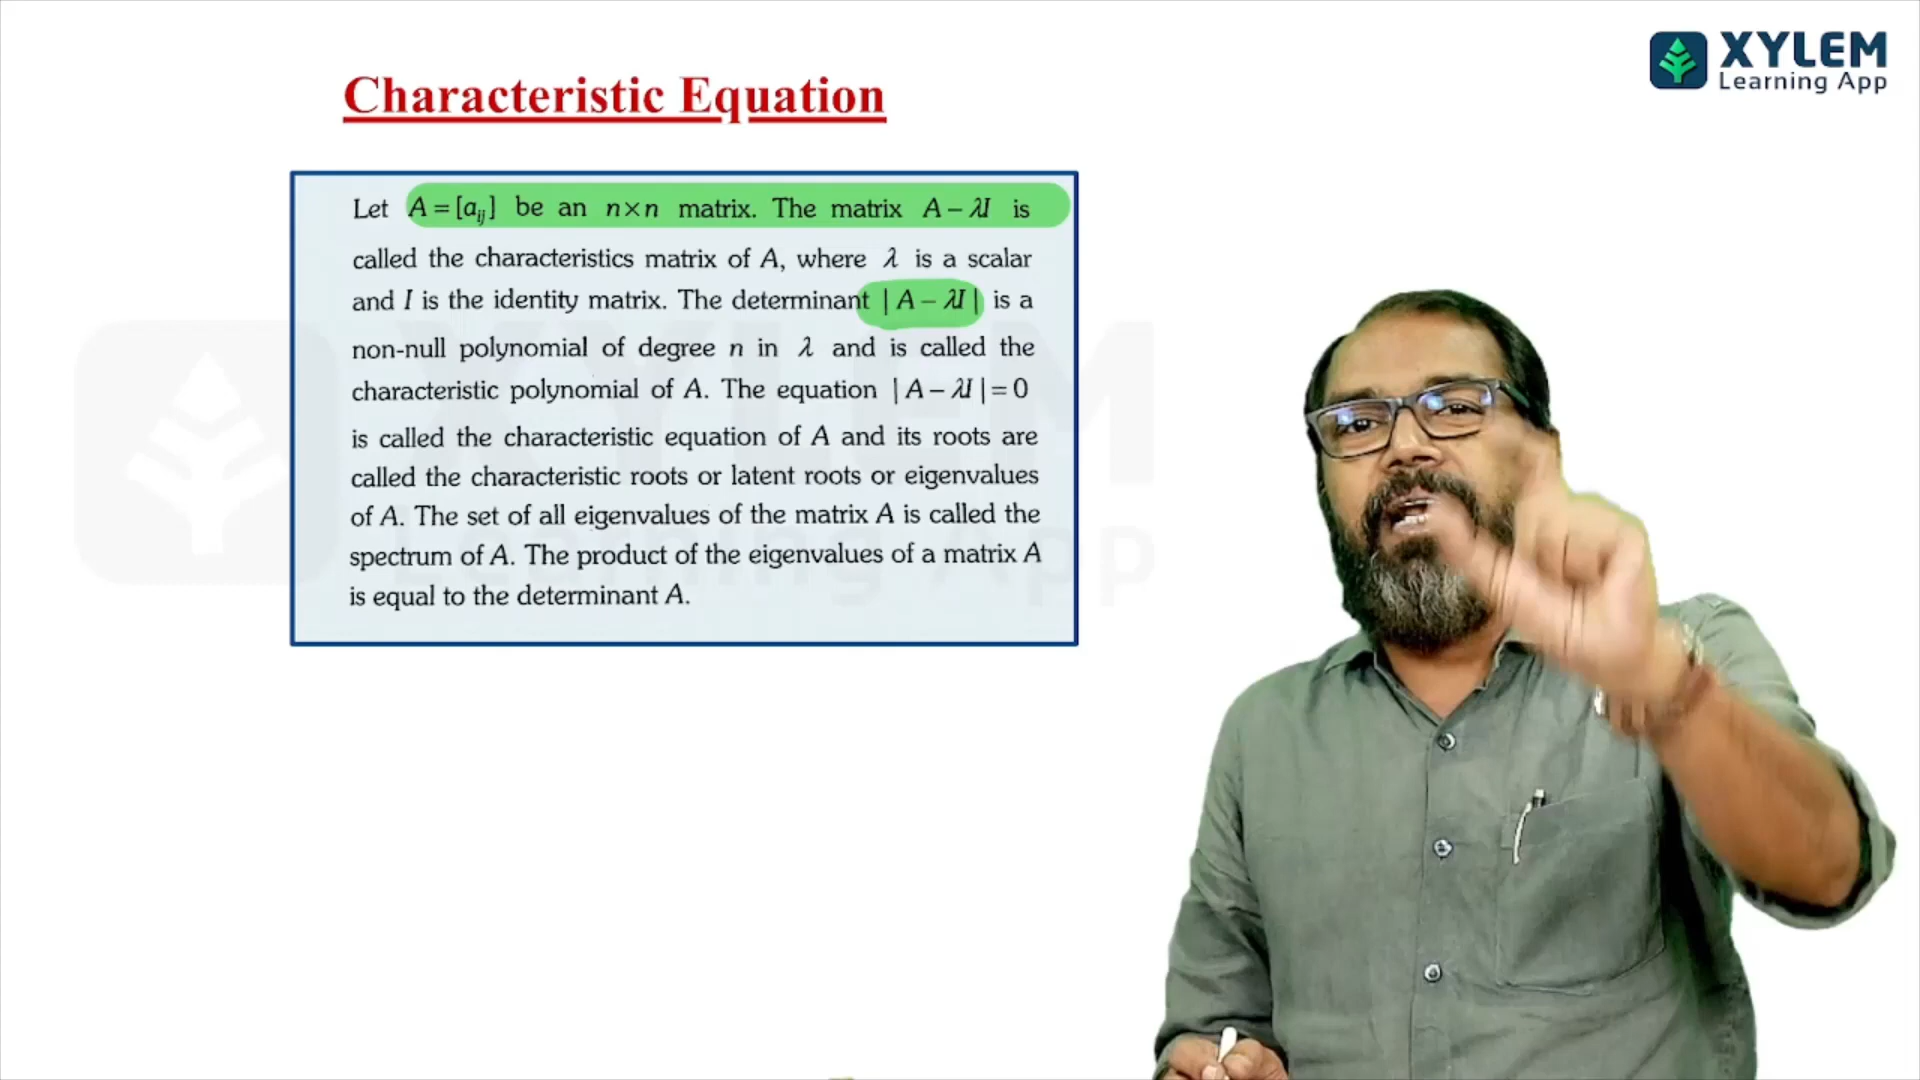 XYLEM
Learning App
Characteristic Equation
Let A = [aij] be an n×n matrix. The matrix A – λI is
called the characteristics matrix of A, where λ is a scalar
and I is the identity matrix. The determinant | A – λI | is a
non-null polynomial of degree n in λ and is called the
characteristic polynomial of A. The equation | A – λI | = 0
is called the characteristic equation of A and its roots are
called the characteristic roots or latent roots or eigenvalues
of A. The set of all eigenvalues of the matrix A is called the
spectrum of A. The product of the eigenvalues of a matrix A
is equal to the determinant A.
XYLEM
Learning App